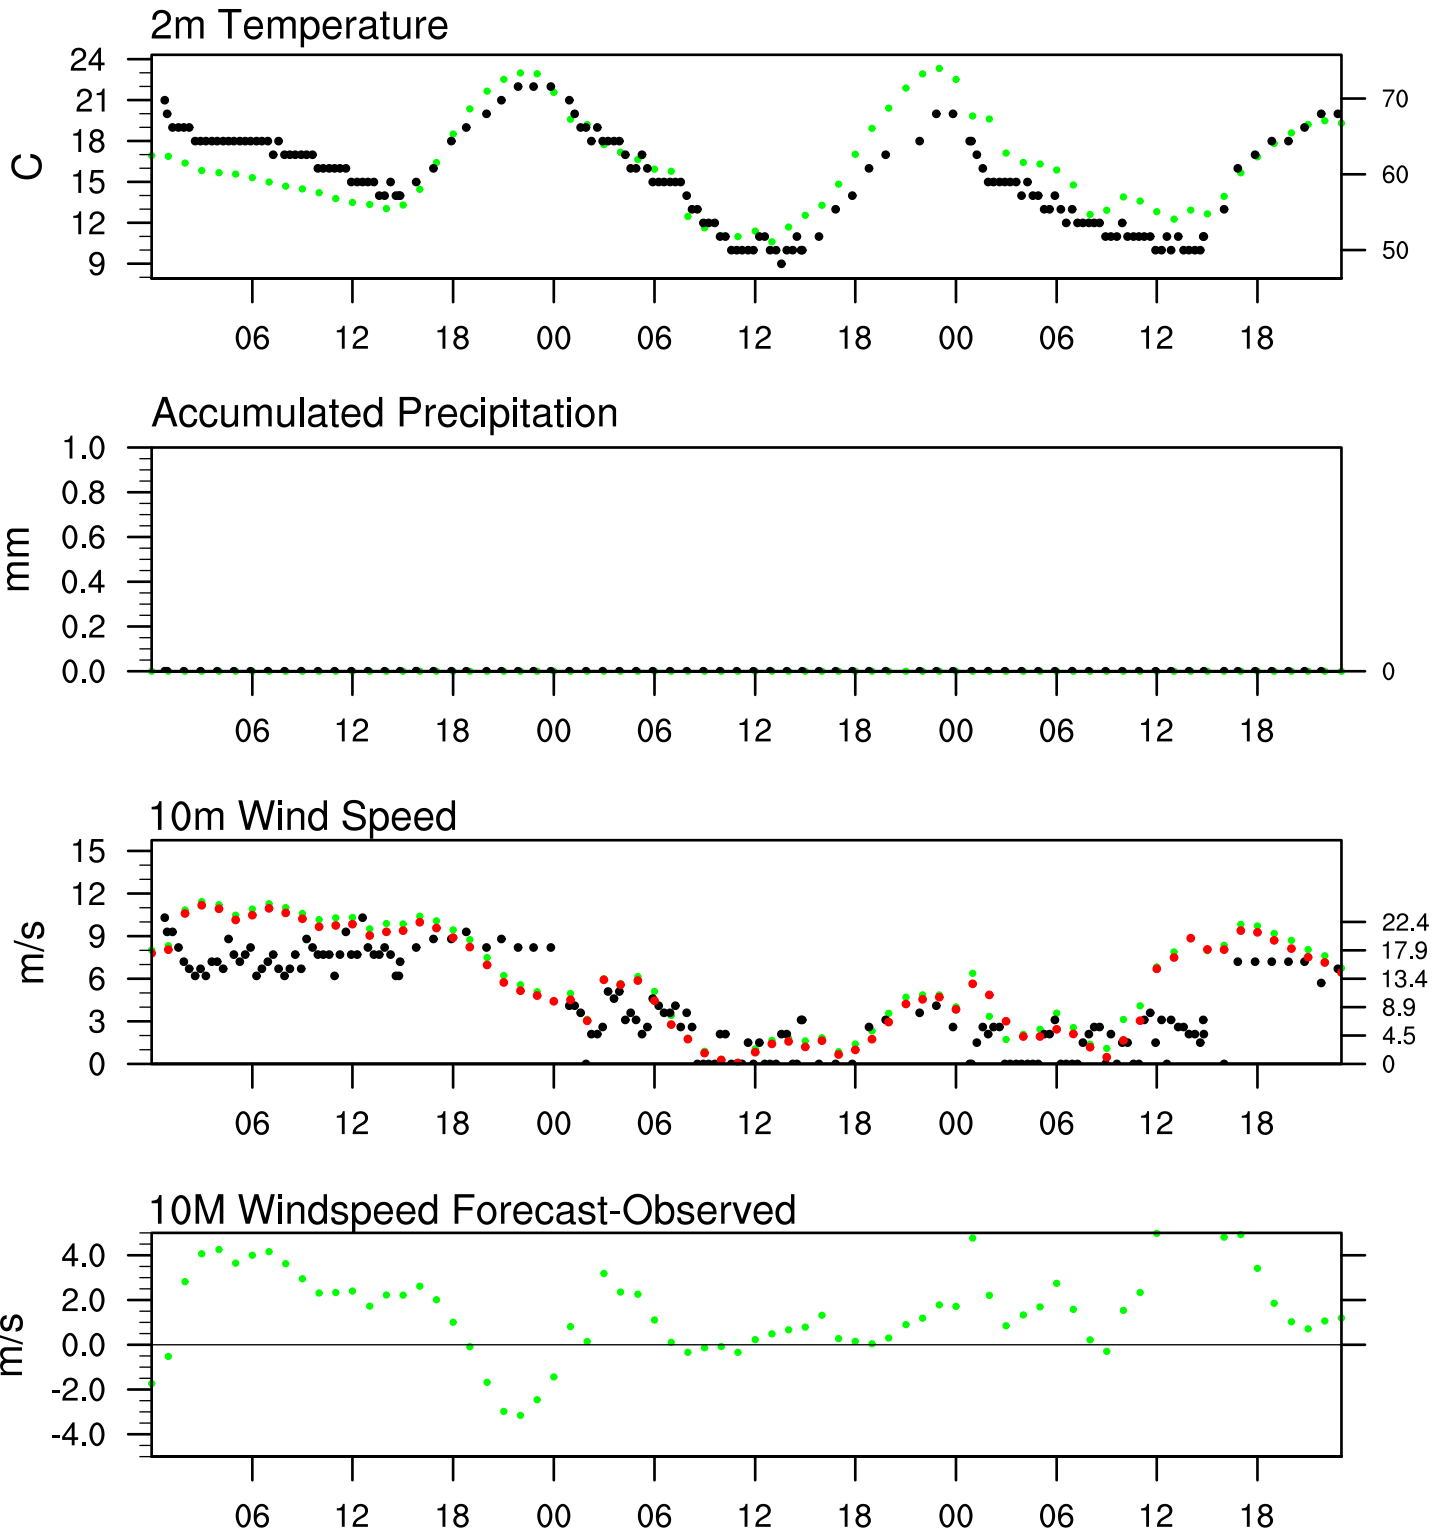 2m Temperature
24
21
18
15
12
9
C
70
60
50
06 12 18 00 06 12 18 00 06 12 18
Accumulated Precipitation
1.0
0.8
0.6
0.4
0.2
0.0
mm
0
06 12 18 00 06 12 18 00 06 12 18
10m Wind Speed
15
12
9
6
3
0
m/s
22.4
17.9
13.4
8.9
4.5
0
06 12 18 00 06 12 18 00 06 12 18
10M Windspeed Forecast-Observed
4.0
2.0
0.0
-2.0
-4.0
m/s
06 12 18 00 06 12 18 00 06 12 18